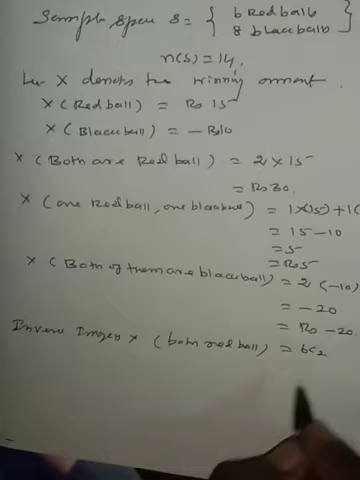 Sample space S = { 6 Red balls
8 black balls }
n(S) = 14.
Let X denots the winning amount.
X (Red ball) = Rs 15
X (Black ball) = - Rs 10
X (Both are Red ball) = 2 x 15
= Rs 30.
X (one Red ball, one black ball) = 1x(15) + 1(
= 15 - 10
= 5
= Rs 5
X (Both of them are black ball) = 2 (-10)
= -20
= Rs -20.
Inverse Images X (both red ball) = 6C2